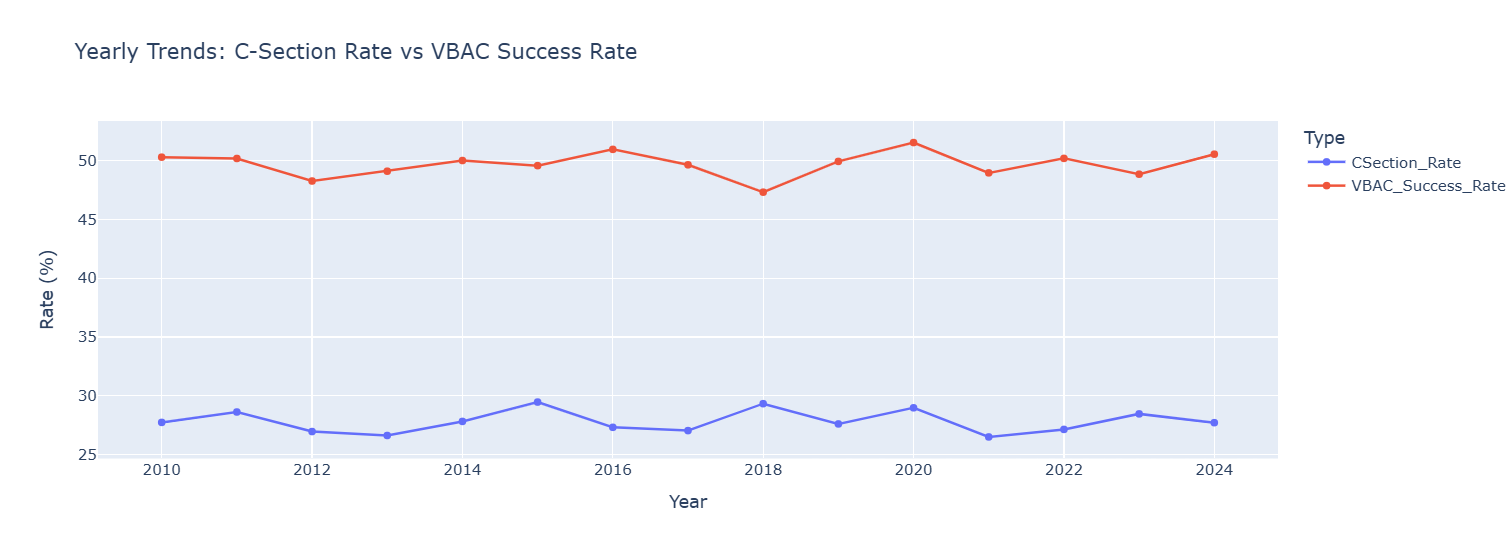 Yearly Trends: C-Section Rate vs VBAC Success Rate
Type
CSection_Rate
VBAC_Success_Rate
Rate (%)
50
45
40
35
30
25
2010 2012 2014 2016 2018 2020 2022 2024
Year